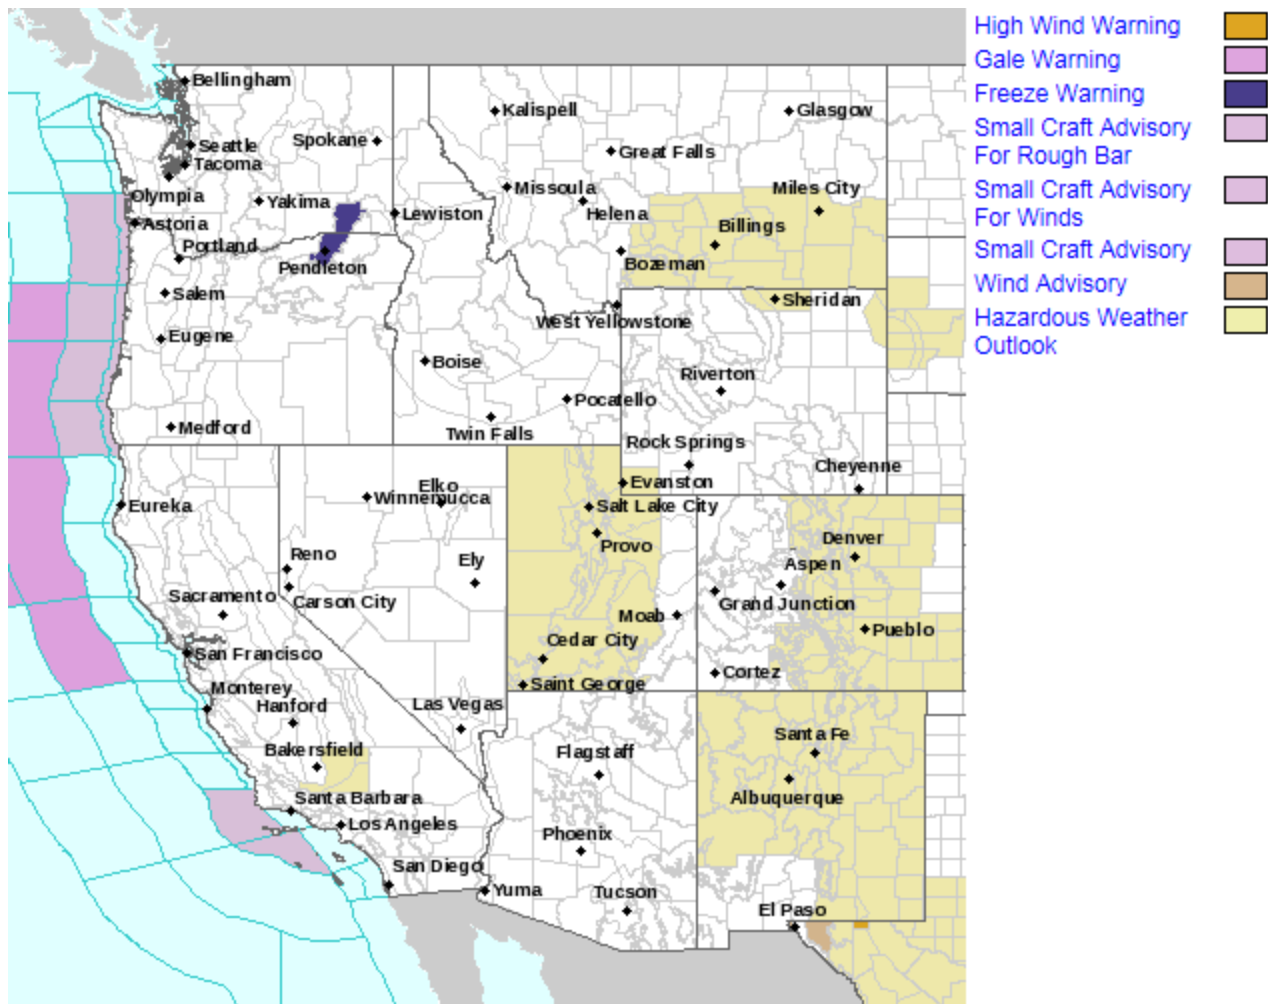 High Wind Warning
Gale Warning
Freeze Warning
Small Craft Advisory
For Rough Bar
Small Craft Advisory
For Winds
Small Craft Advisory
Wind Advisory
Hazardous Weather
Outlook
Bellingham
Kalispell
Glasgow
Seattle
Spokane
Great Falls
Tacoma
Missoula
Miles City
Olympia
Yakima
Lewiston
Helena
Astoria
Billings
Portland
Pendleton
Bozeman
Salem
Sheridan
West Yellowstone
Eugene
Boise
Riverton
Pocatello
Medford
Twin Falls
Rock Springs
Cheyenne
Elko
Evanston
Winnemucca
Eureka
Salt Lake City
Denver
Provo
Reno
Ely
Aspen
Sacramento
Carson City
Grand Junction
Moab
Pueblo
Cedar City
San Francisco
Cortez
Saint George
Monterey
Hanford
Las Vegas
Santa Fe
Bakersfield
Flagstaff
Albuquerque
Santa Barbara
Los Angeles
Phoenix
San Diego
Yuma
Tucson
El Paso